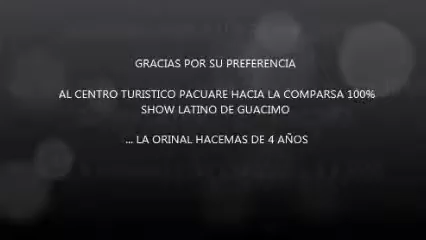 GRACIAS POR SU PREFERENCIA
AL CENTRO TURISTICO PACUARE HACIA LA COMPARSA 100%
SHOW LATINO DE GUACIMO
... LA ORINAL HACEMAS DE 4 AÑOS